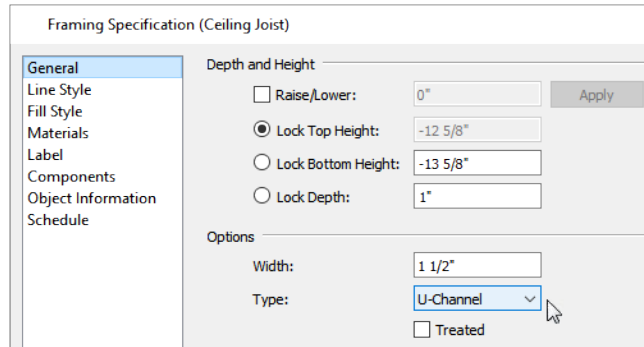 Framing Specification (Ceiling Joist)
General
Line Style
Fill Style
Materials
Label
Components
Object Information
Schedule
Depth and Height
Raise/Lower: 0" Apply
Lock Top Height: -12 5/8"
Lock Bottom Height: -13 5/8"
Lock Depth: 1"
Options
Width: 1 1/2"
Type: U-Channel
Treated